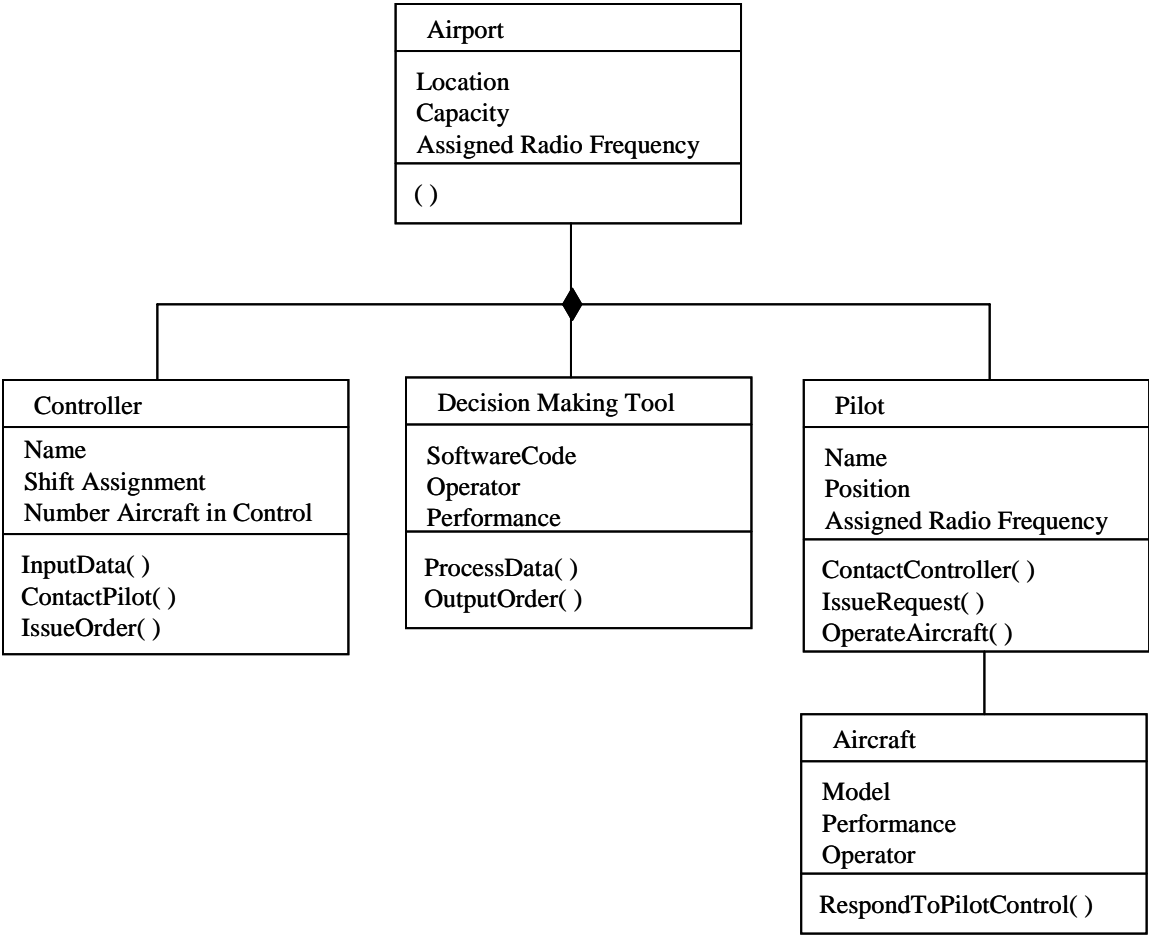 Airport
Location
Capacity
Assigned Radio Frequency
( )
Controller
Name
Shift Assignment
Number Aircraft in Control
InputData( )
ContactPilot( )
IssueOrder( )
Decision Making Tool
SoftwareCode
Operator
Performance
ProcessData( )
OutputOrder( )
Pilot
Name
Position
Assigned Radio Frequency
ContactController( )
IssueRequest( )
OperateAircraft( )
Aircraft
Model
Performance
Operator
RespondToPilotControl( )